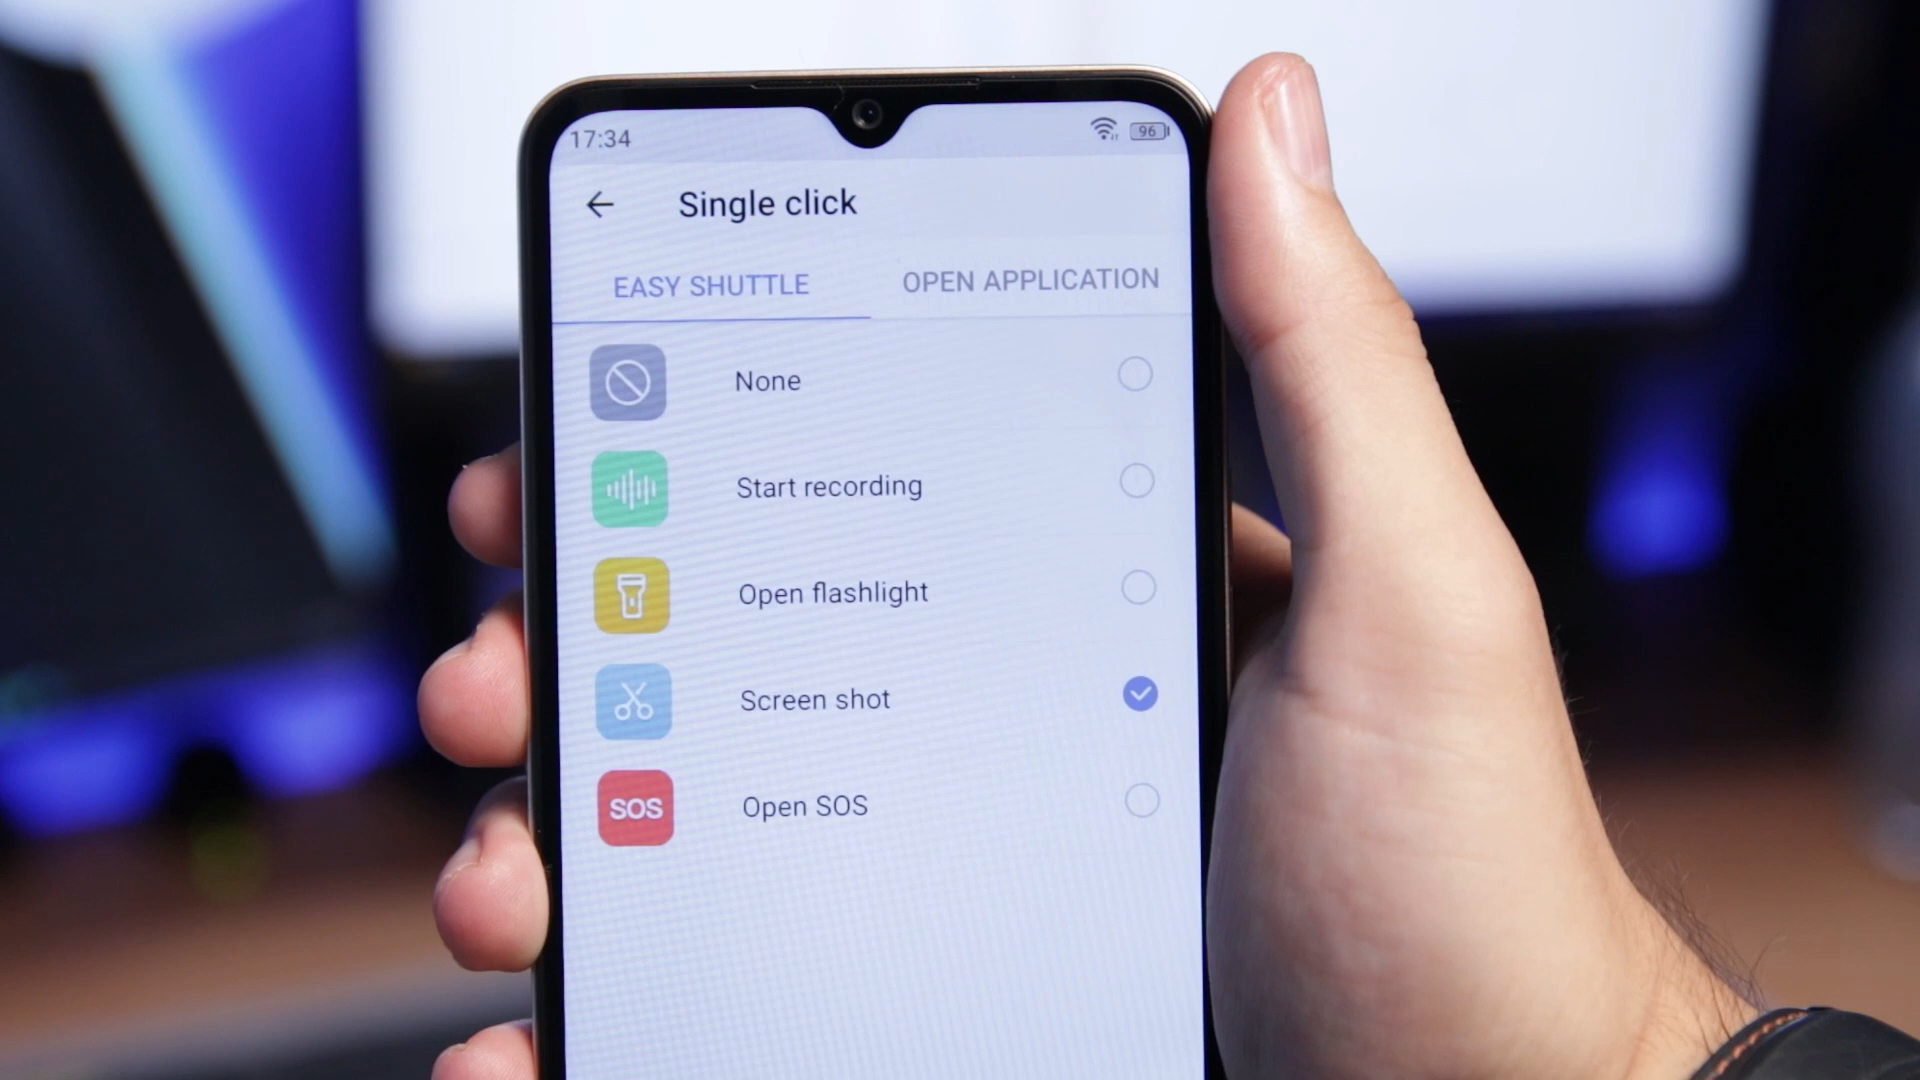 17:34
96
Single click
EASY SHUTTLE
OPEN APPLICATION
None
Start recording
Open flashlight
Screen shot
SOS
Open SOS